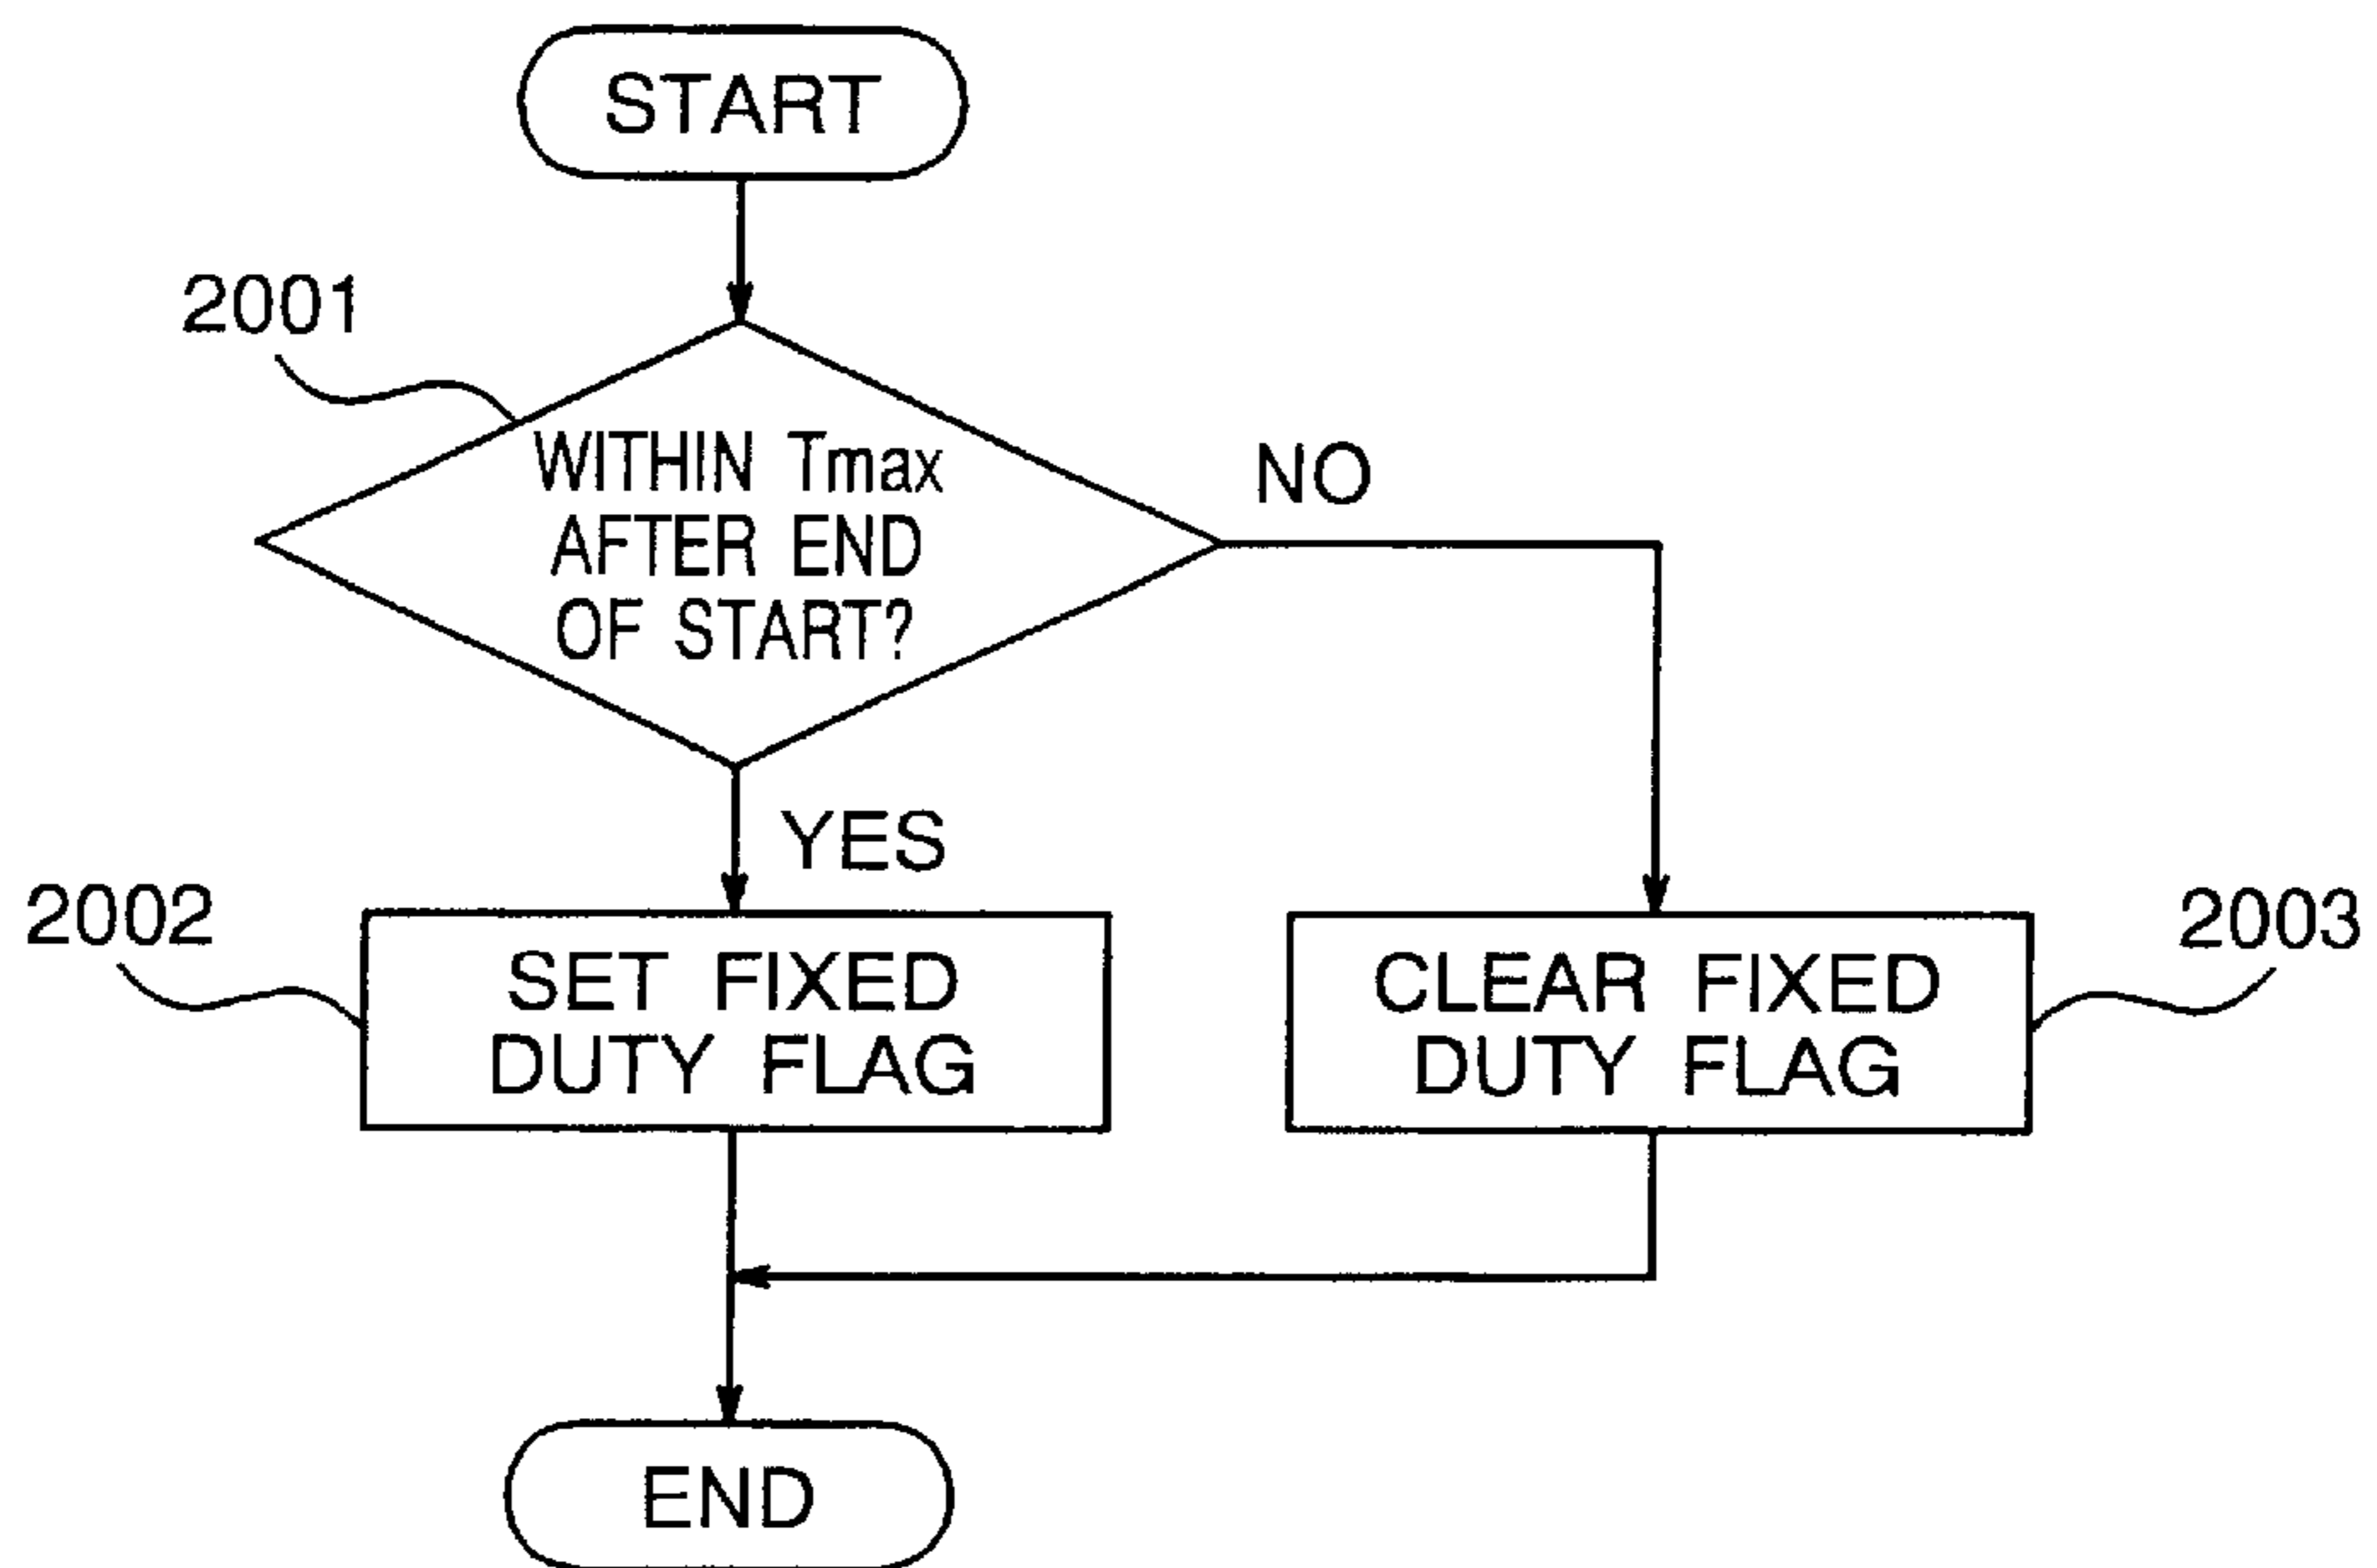 START
2001
WITHIN Tmax
AFTER END
OF START?
NO
YES
2002
SET FIXED
DUTY FLAG
CLEAR FIXED
DUTY FLAG
2003
END